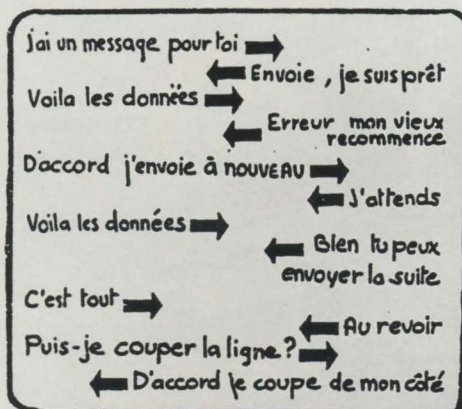 J'ai un message pour toi
Envoie, je suis prêt
Voila les données
Erreur mon vieux
recommence
D'accord j'envoie à nouveau
J'attends
Voila les données
Bien tu peux
envoyer la suite
C'est tout
Au revoir
Puis-je couper la ligne?
D'accord je coupe de mon côté